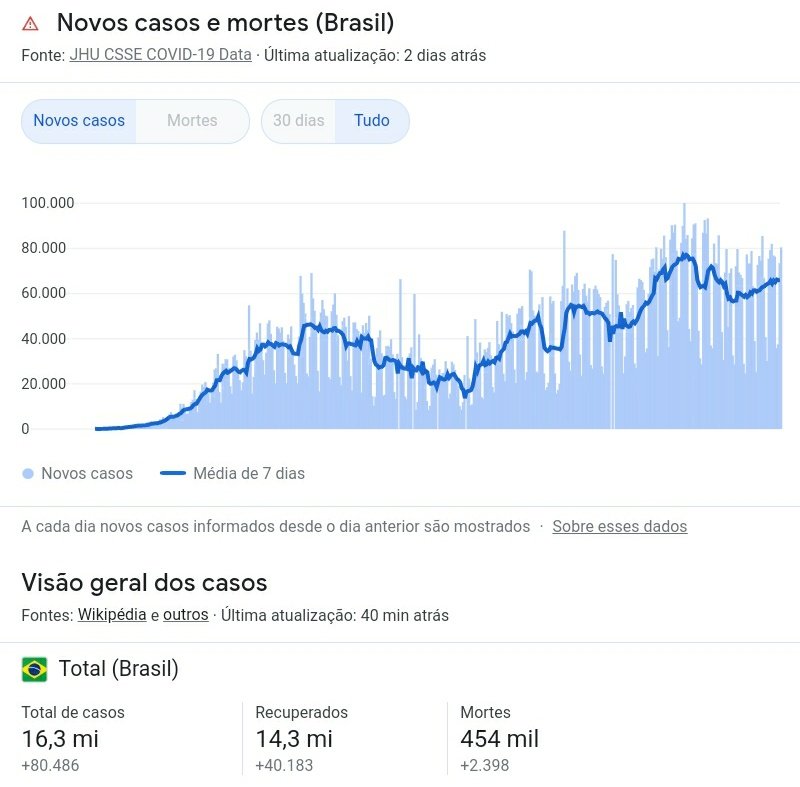 Novos casos e mortes (Brasil)
Fonte: JHU CSSE COVID-19 Data · Última atualização: 2 dias atrás
Novos casos Mortes 30 dias Tudo
100.000
80.000
60.000
40.000
20.000
0
Novos casos Média de 7 dias
A cada dia novos casos informados desde o dia anterior são mostrados · Sobre esses dados
Visão geral dos casos
Fontes: Wikipédia e outros · Última atualização: 40 min atrás
Total (Brasil)
Total de casos Recuperados Mortes
16,3 mi 14,3 mi 454 mil
+80.486 +40.183 +2.398